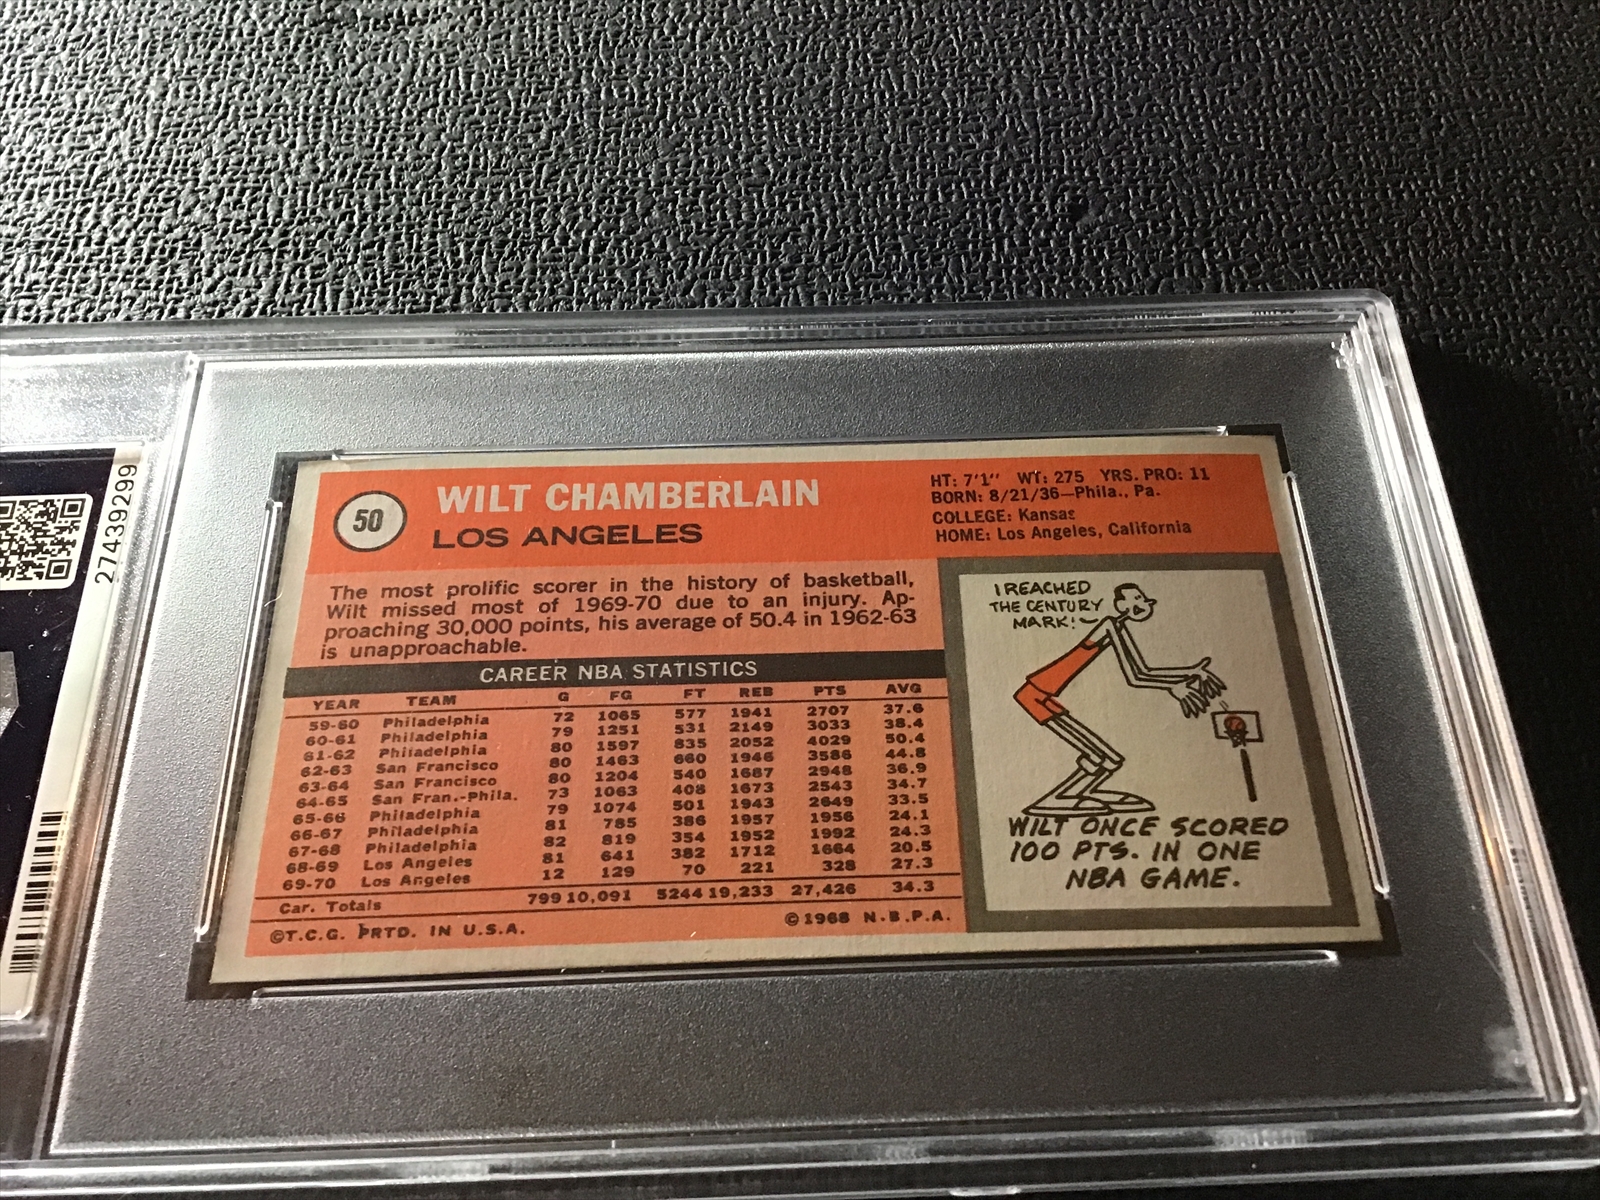 27439299
50
WILT CHAMBERLAIN
LOS ANGELES
HT: 7'1'' WT: 275 YRS. PRO: 11
BORN: 8/21/36—Phila., Pa.
COLLEGE: Kansas
HOME: Los Angeles, California
The most prolific scorer in the history of basketball,
Wilt missed most of 1969-70 due to an injury. Ap-
proaching 30,000 points, his average of 50.4 in 1962-63
is unapproachable.
CAREER NBA STATISTICS
YEAR TEAM G FG FT REB PTS AVG
59-60 Philadelphia 72 1065 577 1941 2707 37.6
60-61 Philadelphia 79 1251 531 2149 3033 38.4
61-62 Philadelphia 80 1597 835 2052 4029 50.4
62-63 San Francisco 80 1463 660 1946 3586 44.8
63-64 San Francisco 80 1204 540 1687 2948 36.9
64-65 San Fran.-Phila. 73 1063 408 1673 2543 34.7
65-66 Philadelphia 79 1074 501 1943 2649 33.5
66-67 Philadelphia 81 785 386 1957 1956 24.1
67-68 Philadelphia 82 819 354 1952 1992 24.3
68-69 Los Angeles 81 641 382 1712 1664 20.5
69-70 Los Angeles 12 129 70 221 328 27.3
Car. Totals 799 10,091 5244 19,233 27,426 34.3
©T.C.G. PRTD. IN U.S.A.
©1968 N.B.P.A.
I REACHED
THE CENTURY
MARK!
WILT ONCE SCORED
100 PTS. IN ONE
NBA GAME.